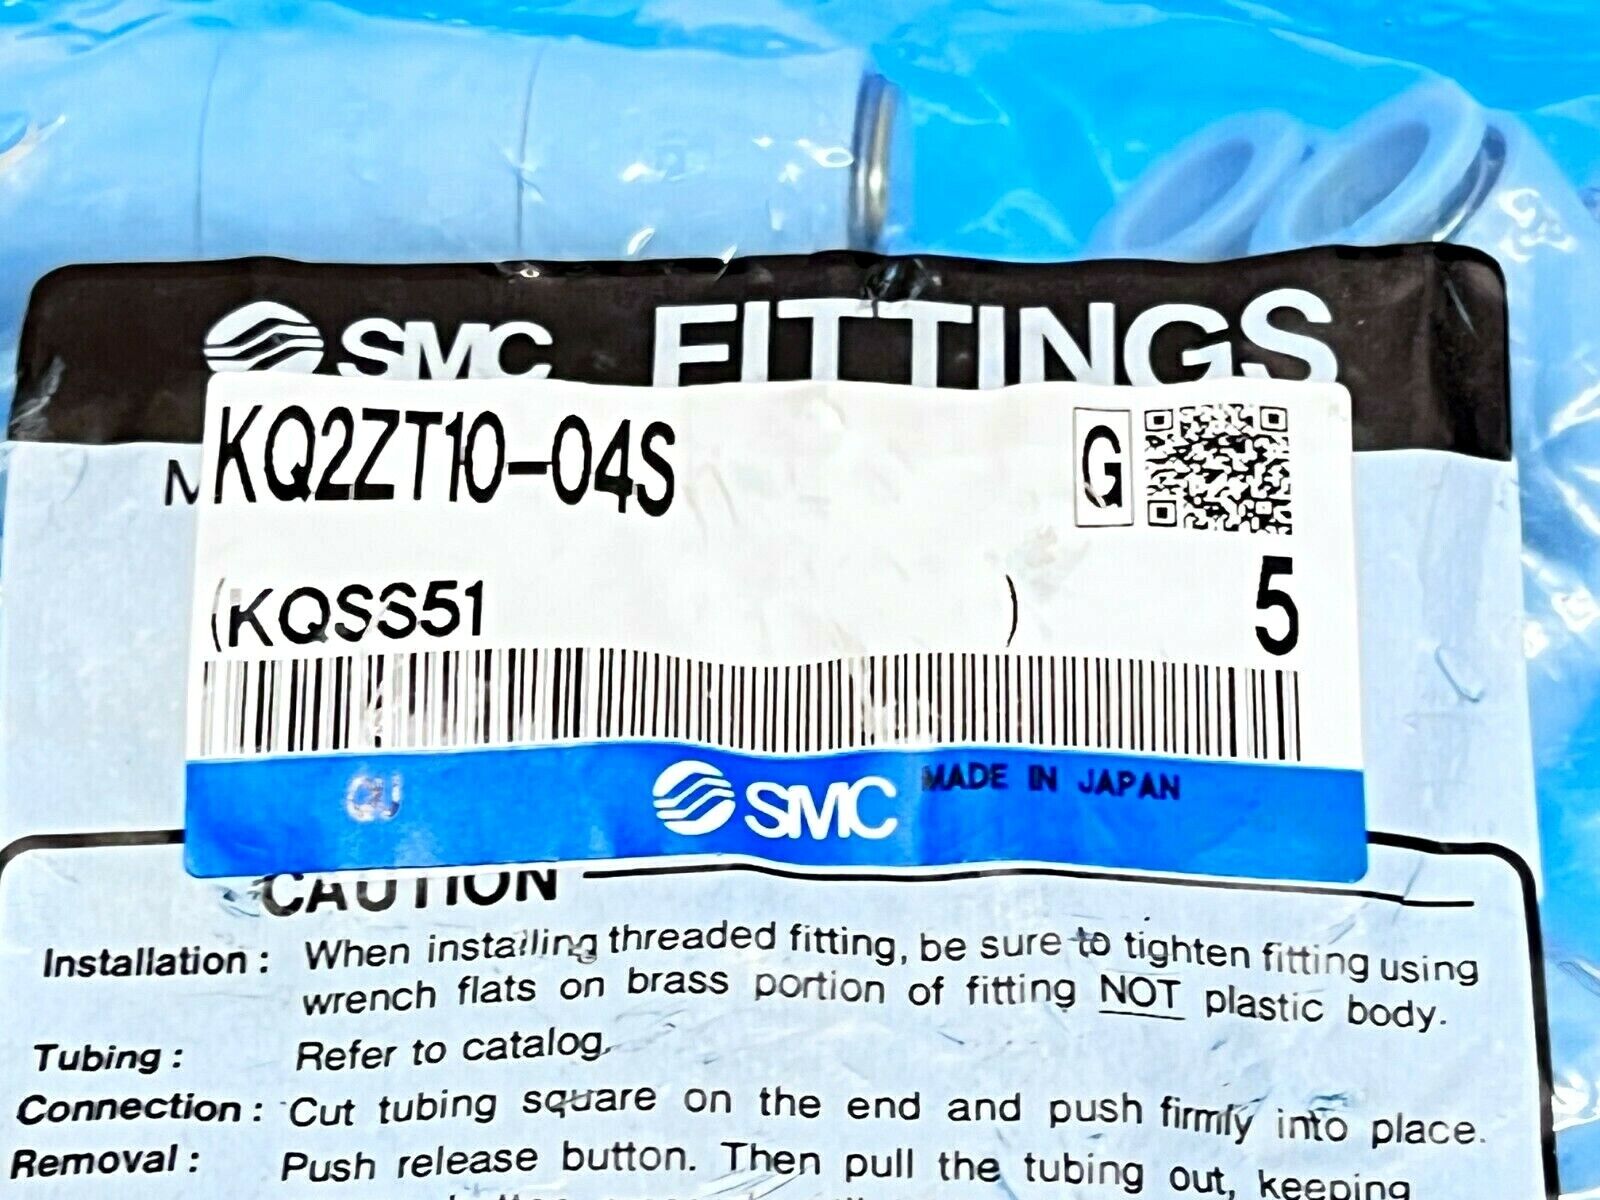 SMC FITTINGS
KQ2ZT10-04S
G
(KQSS51 )
5
SMC MADE IN JAPAN
CAUTION
Installation : When installing threaded fitting, be sure to tighten fitting using
wrench flats on brass portion of fitting NOT plastic body.
Tubing : Refer to catalog.
Connection : Cut tubing square on the end and push firmly into place.
Removal : Push release button. Then pull the tubing out, keeping